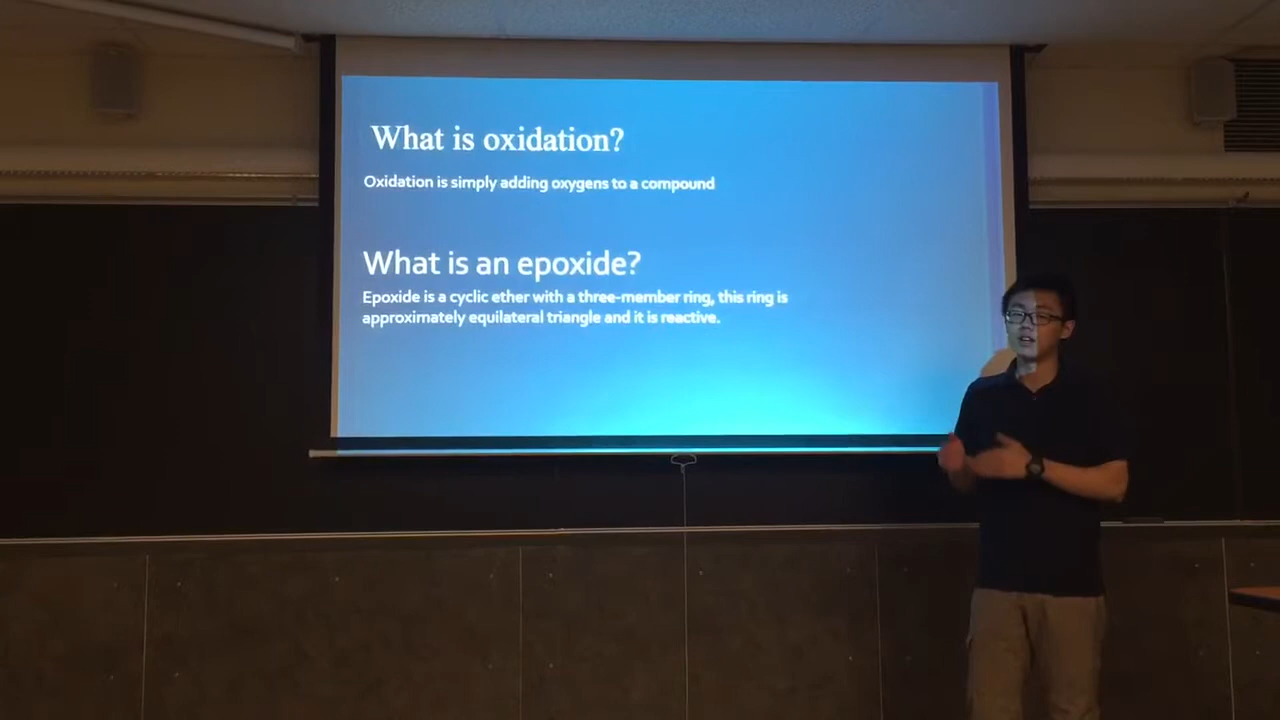 What is oxidation?
Oxidation is simply adding oxygens to a compound
What is an epoxide?
Epoxide is a cyclic ether with a three-member ring, this ring is
approximately equilateral triangle and it is reactive.